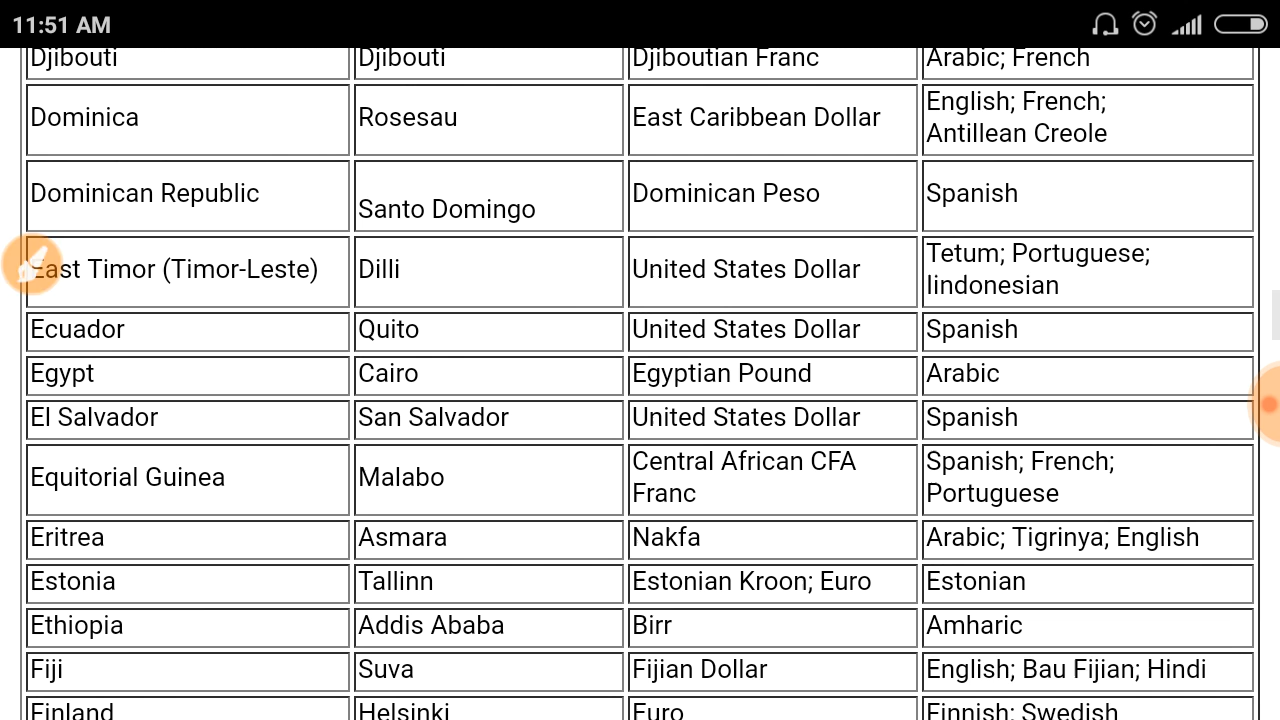 11:51 AM
Djibouti Djibouti Djiboutian Franc Arabic; French
Dominica Rosesau East Caribbean Dollar English; French;
Antillean Creole
Dominican Republic Santo Domingo Dominican Peso Spanish
East Timor (Timor-Leste) Dilli United States Dollar Tetum; Portuguese;
Iindonesian
Ecuador Quito United States Dollar Spanish
Egypt Cairo Egyptian Pound Arabic
El Salvador San Salvador United States Dollar Spanish
Equitorial Guinea Malabo Central African CFA
Franc Spanish; French;
Portuguese
Eritrea Asmara Nakfa Arabic; Tigrinya; English
Estonia Tallinn Estonian Kroon; Euro Estonian
Ethiopia Addis Ababa Birr Amharic
Fiji Suva Fijian Dollar English; Bau Fijian; Hindi
Finland Helsinki Euro Finnish; Swedish